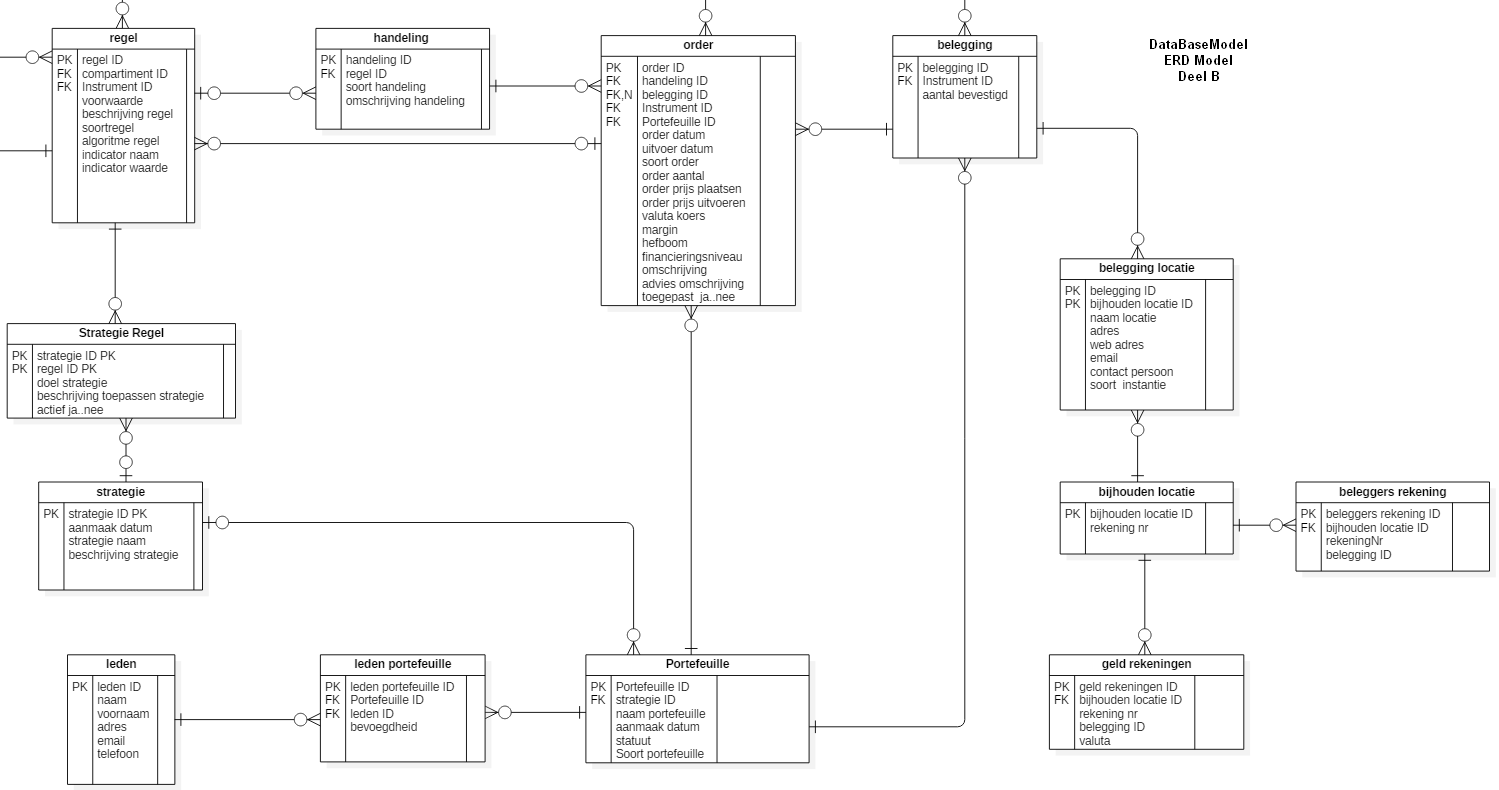 regel
PK regel ID
FK compartiment ID
FK Instrument ID
voorwaarde
beschrijving regel
soortregel
algoritme regel
indicator naam
indicator waarde
handeling
PK handeling ID
FK regel ID
soort handeling
omschrijving handeling
order
PK order ID
FK handeling ID
FK,N belegging ID
FK Instrument ID
FK Portefeuille ID
order datum
uitvoer datum
soort order
order aantal
order prijs plaatsen
order prijs uitvoeren
valuta koers
margin
hefboom
financieringsniveau
omschrijving
advies omschrijving
toegepast ja..nee
belegging
PK belegging ID
FK Instrument ID
aantal bevestigd
DataBaseModel
ERD Model
Deel B
belegging locatie
PK belegging ID
PK bijhouden locatie ID
naam locatie
adres
web adres
email
contact persoon
soort instantie
Strategie Regel
PK strategie ID PK
PK regel ID PK
doel strategie
beschrijving toepassen strategie
actief ja..nee
strategie
PK strategie ID PK
aanmaak datum
strategie naam
beschrijving strategie
bijhouden locatie
PK bijhouden locatie ID
rekening nr
beleggers rekening
PK beleggers rekening ID
FK bijhouden locatie ID
rekeningNr
belegging ID
leden
PK leden ID
naam
voornaam
adres
email
telefoon
leden portefeuille
PK leden portefeuille ID
FK Portefeuille ID
FK leden ID
bevoegdheid
Portefeuille
PK Portefeuille ID
FK strategie ID
naam portefeuille
aanmaak datum
statuut
Soort portefeuille
geld rekeningen
PK geld rekeningen ID
FK bijhouden locatie ID
rekening nr
belegging ID
valuta